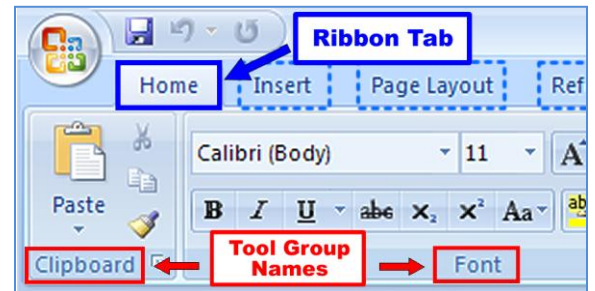 Ribbon Tab
Home Insert Page Layout Ref
Calibri (Body) 11 A
Paste B I U abc X₂ X² Aa ab
Clipboard Tool Group Names Font